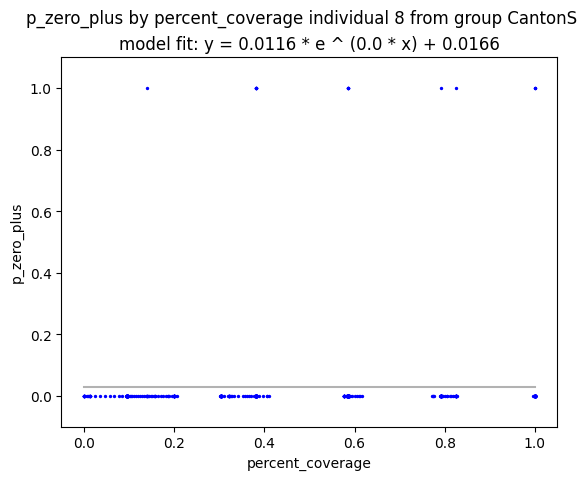 p_zero_plus by percent_coverage individual 8 from group CantonS
model fit: y = 0.0116 * e ^ (0.0 * x) + 0.0166
1.0
0.8
0.6
0.4
0.2
0.0
p_zero_plus
0.0 0.2 0.4 0.6 0.8 1.0
percent_coverage